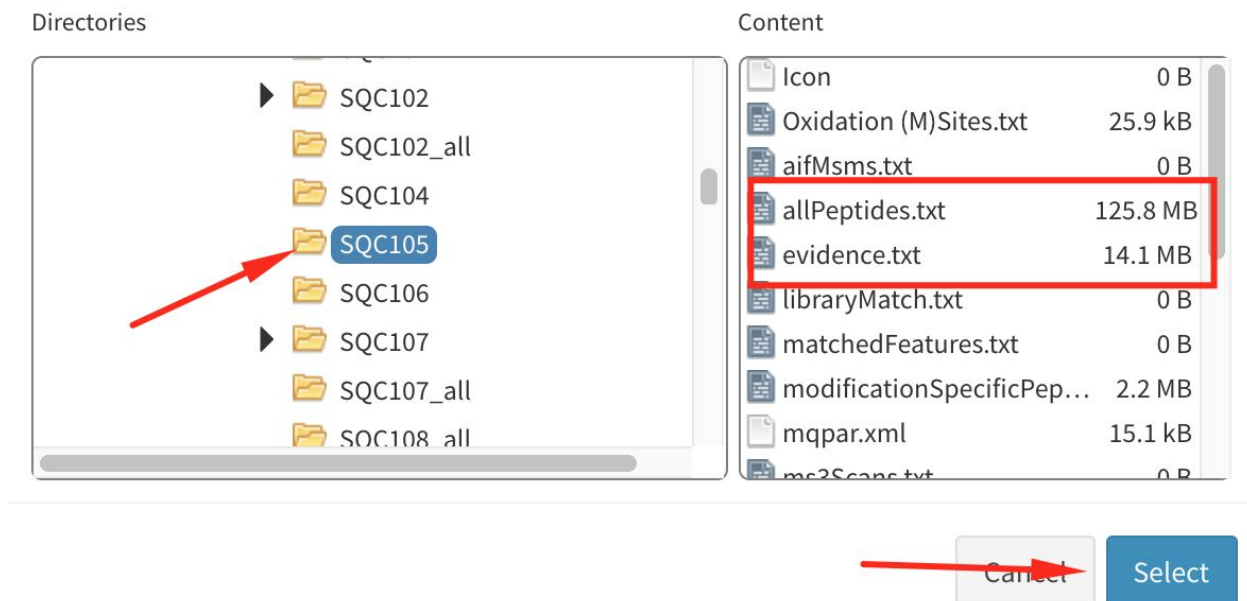 Directories
Content
SQC102
SQC102_all
SQC104
SQC105
SQC106
SQC107
SQC107_all
SQC108_all
Icon 0 B
Oxidation (M)Sites.txt 25.9 kB
aifMsms.txt 0 B
allPeptides.txt 125.8 MB
evidence.txt 14.1 MB
libraryMatch.txt 0 B
matchedFeatures.txt 0 B
modificationSpecificPep... 2.2 MB
mqpar.xml 15.1 kB
ms3Scans.txt 0 B
Cancel
Select